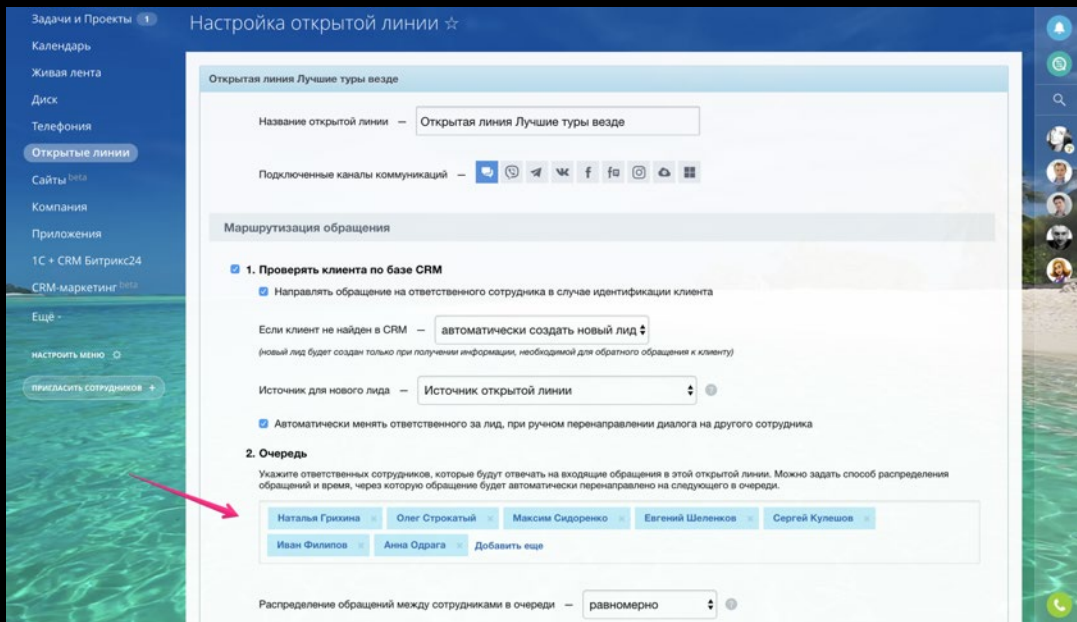 Задачи и Проекты 1
Календарь
Живая лента
Диск
Телефония
Открытые линии
Сайты beta
Компания
Приложения
1С + CRM Битрикс24
CRM-маркетинг beta
Ещё -
НАСТРОИТЬ МЕНЮ
ПРИГЛАСИТЬ СОТРУДНИКОВ +
Настройка открытой линии ☆
Открытая линия Лучшие туры везде
Название открытой линии — Открытая линия Лучшие туры везде
Подключенные каналы коммуникаций —
Маршрутизация обращения
1. Проверять клиента по базе CRM
Направлять обращение на ответственного сотрудника в случае идентификации клиента
Если клиент не найден в CRM — автоматически создать новый лид
(новый лид будет создан только при получении информации, необходимой для обратного обращения к клиенту)
Источник для нового лида — Источник открытой линии ?
Автоматически менять ответственного за лид, при ручном перенаправлении диалога на другого сотрудника
2. Очередь
Укажите ответственных сотрудников, которые будут отвечать на входящие обращения в этой открытой линии. Можно задать способ распределения
обращений и время, через которую обращение будет автоматически перенаправлено на следующего в очереди.
Наталья Грихина × Олег Строкатый × Максим Сидоренко × Евгений Шеленков × Сергей Кулешов ×
Иван Филипов × Анна Одрага × Добавить еще
Распределение обращений между сотрудниками в очереди — равномерно ?